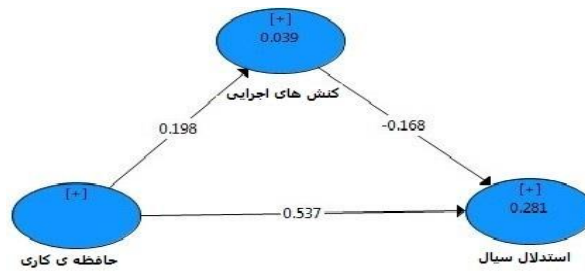 [+]
0.039
کنش های اجرایی
0.198
-0.168
[+]
[+]
0.281
0.537
حافظه ی کاری
استدلال سیال